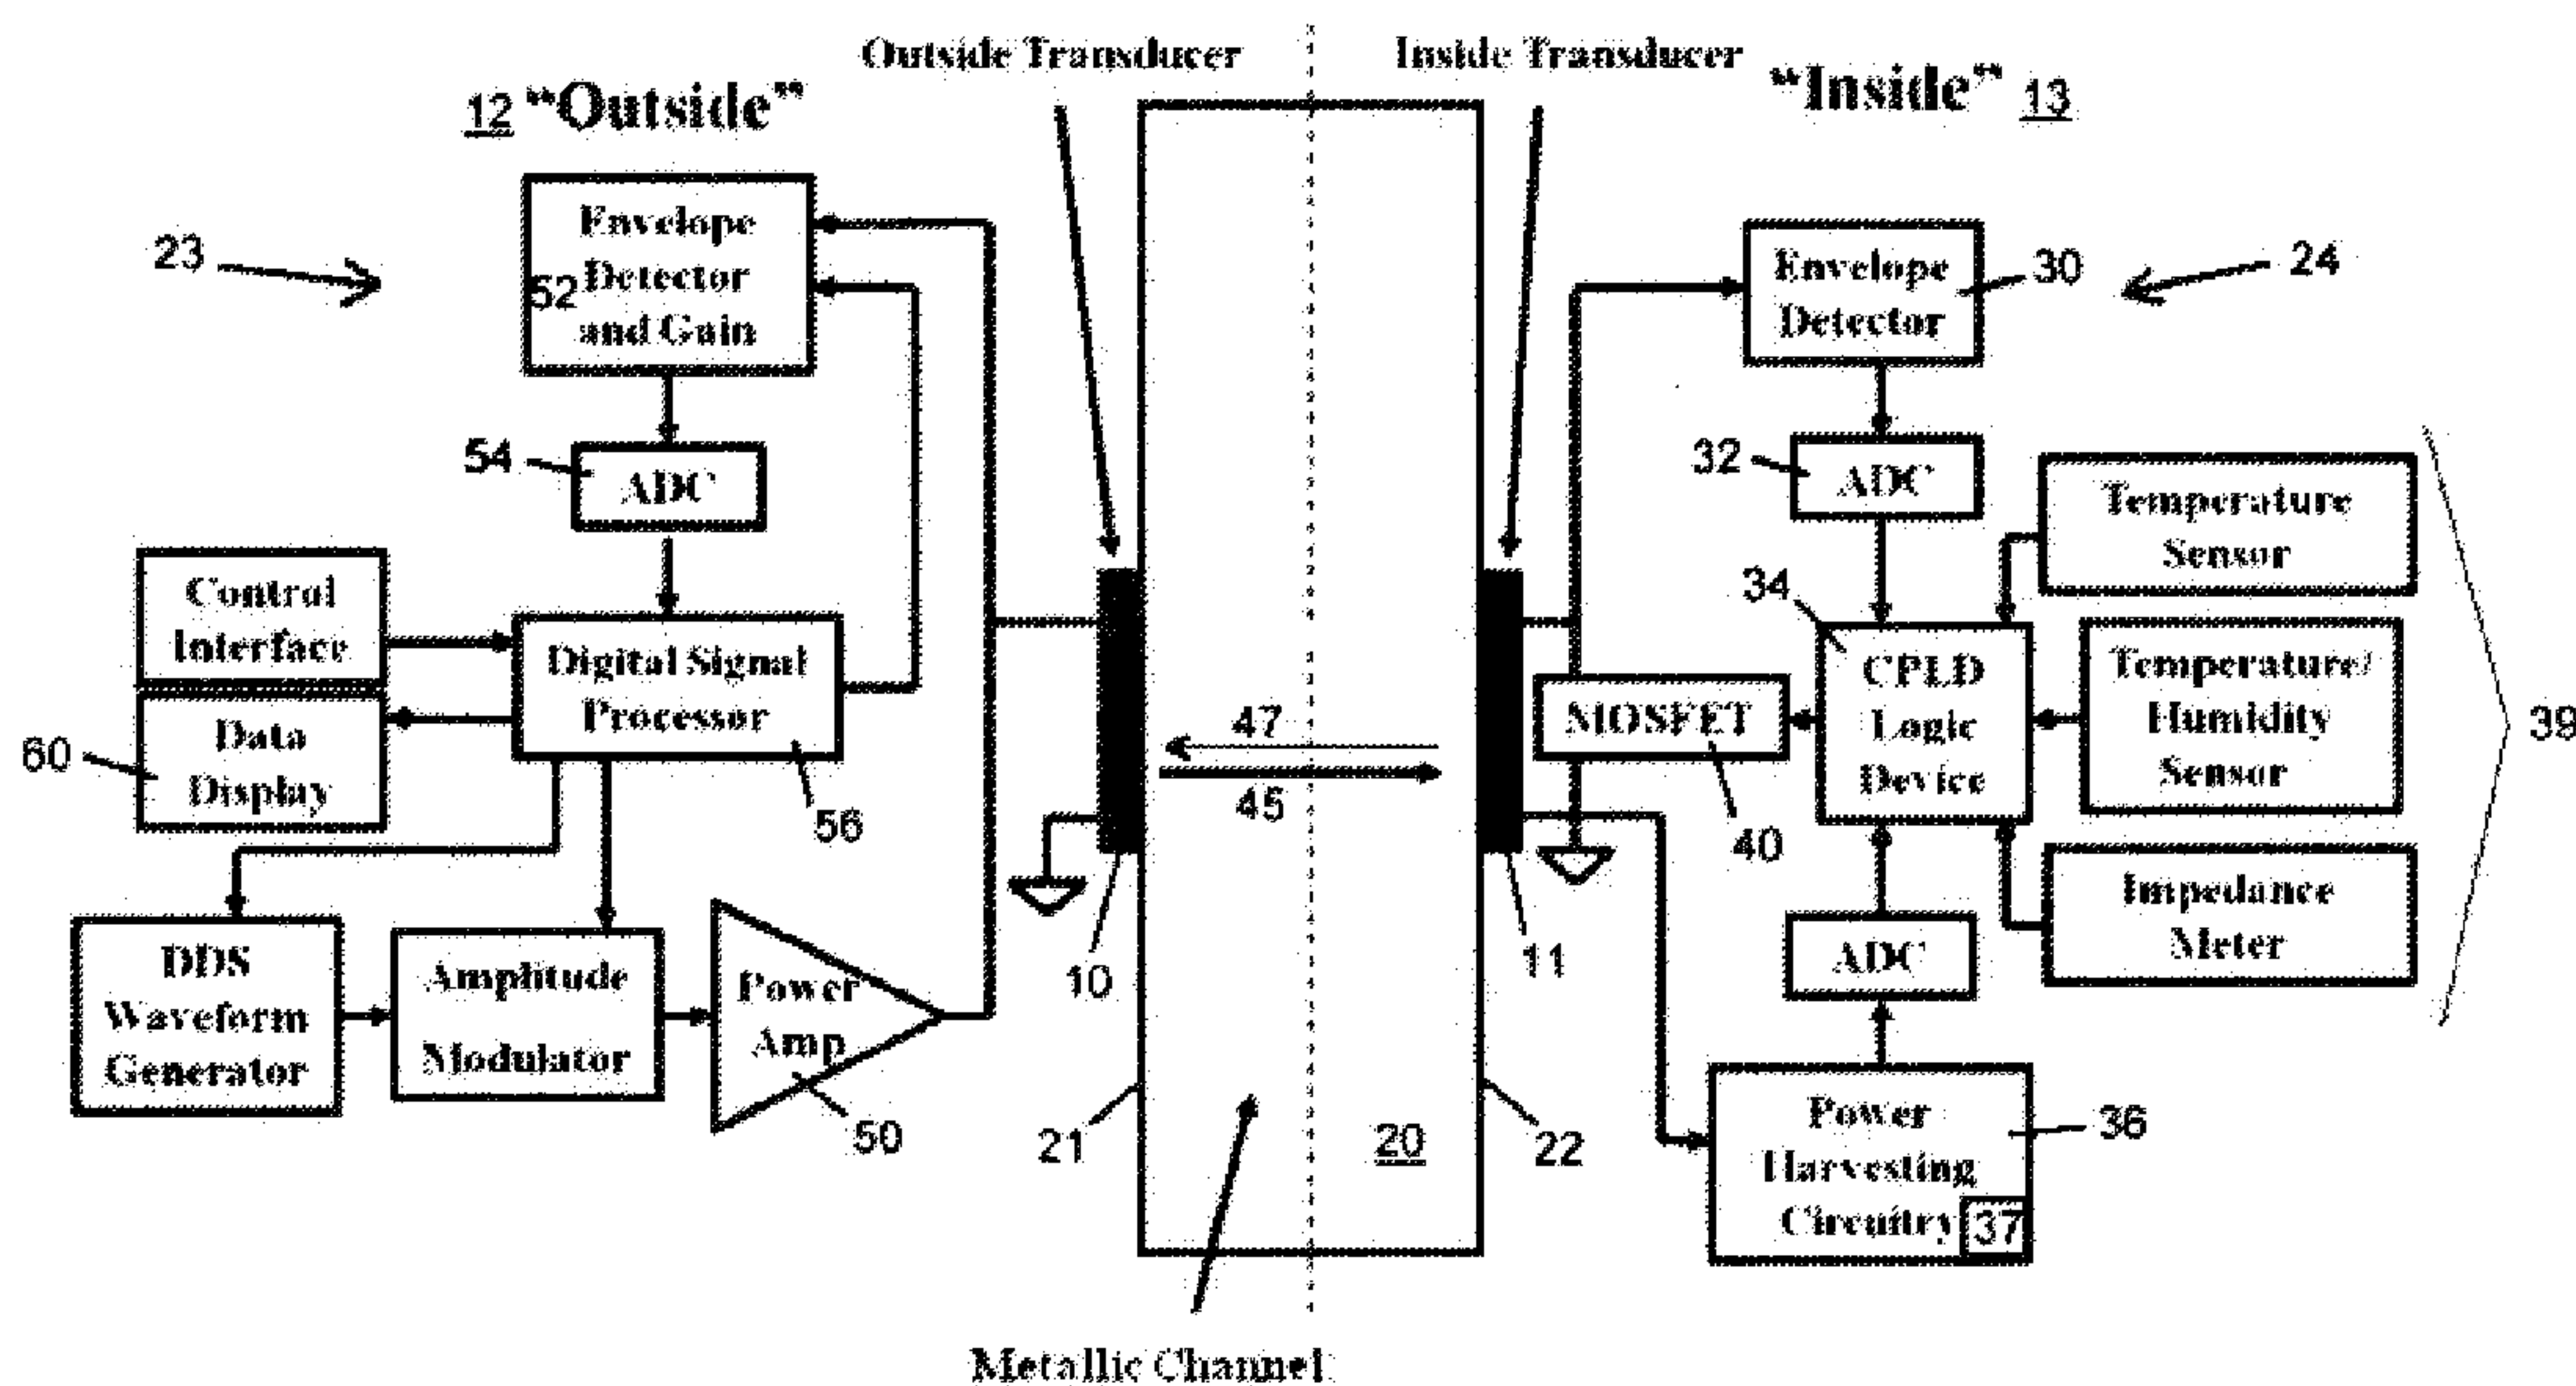 Outside Transducer
Inside Transducer
12 “Outside”
“Inside” 13
23
Envelope
Detector
and Gain
52
54
ADC
Control
Interface
Data
Display
60
Digital Signal
Processor
56
DDS
Waveform
Generator
Amplitude
Modulator
Power
Amp
50
10
21
47
45
20
22
11
Metallic Channel
Envelope
Detector
30
24
32
ADC
34
CPLD
Logic
Device
MOSFET
40
Temperature
Sensor
Temperature/
Humidity
Sensor
Impedance
Meter
39
ADC
Power
Harvesting
Circuitry
37
36